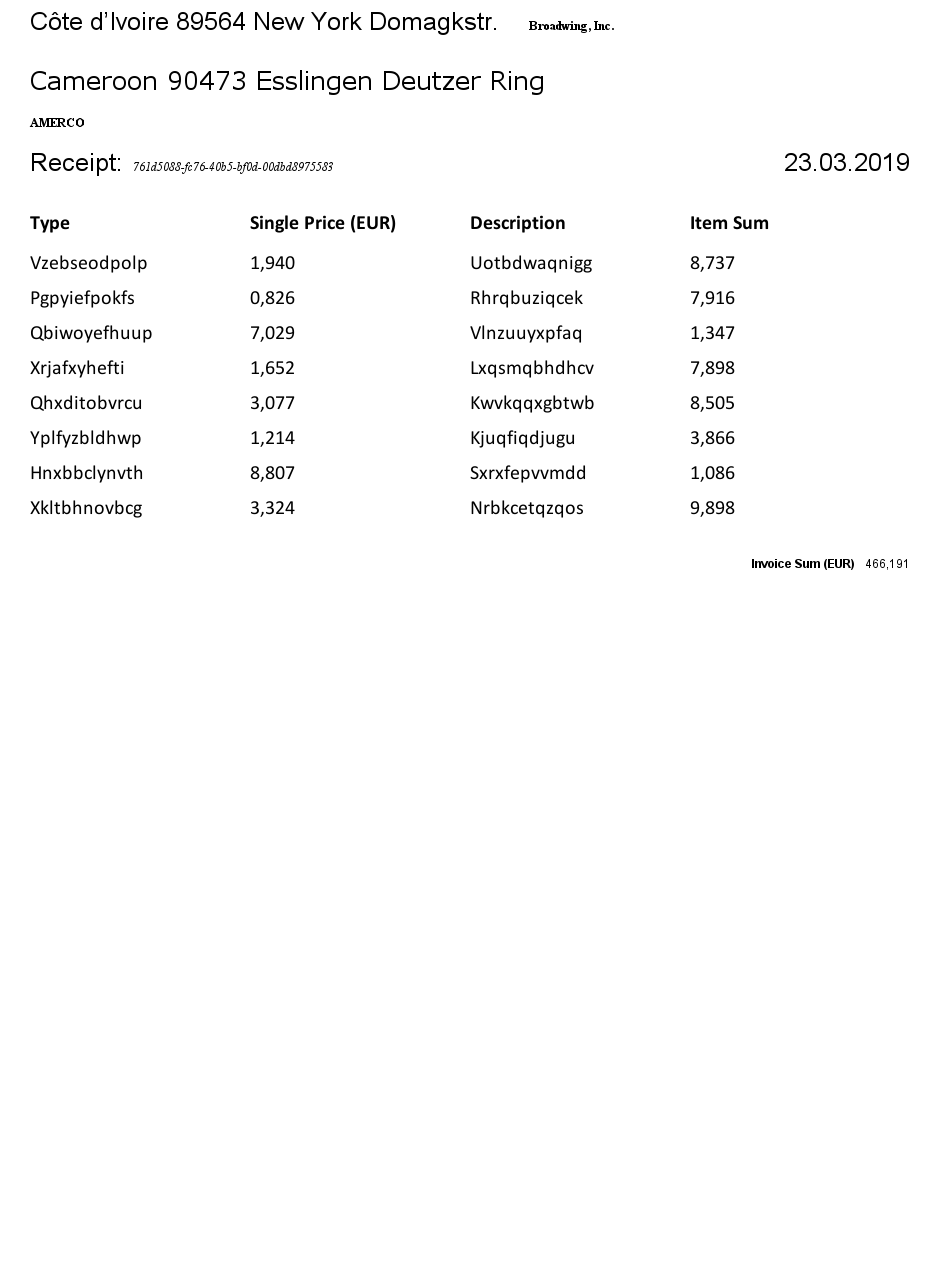 Côte d’Ivoire 89564 New York Domagkstr. Broadwing, Inc.
Cameroon 90473 Esslingen Deutzer Ring
AMERCO
Receipt: 761d5088-fc76-40b5-bf0d-00dbd8975583 23.03.2019
Type Single Price (EUR) Description Item Sum
Vzebseodpolp 1,940 Uotbdwaqnigg 8,737
Pgpyiefpokfs 0,826 Rhrqbuziqcek 7,916
Qbiwoyefhuup 7,029 Vlnzuuyxpfaq 1,347
Xrjafxyhefti 1,652 Lxqsmqbhdhcv 7,898
Qhxditobvrcu 3,077 Kwvkqqxgbtwb 8,505
Yplfyzbldhwp 1,214 Kjuqfiqdjugu 3,866
Hnxbbclynvth 8,807 Sxrxfepvvmdd 1,086
Xkltbhnovbcg 3,324 Nrbkcetqzqos 9,898
Invoice Sum (EUR) 466,191